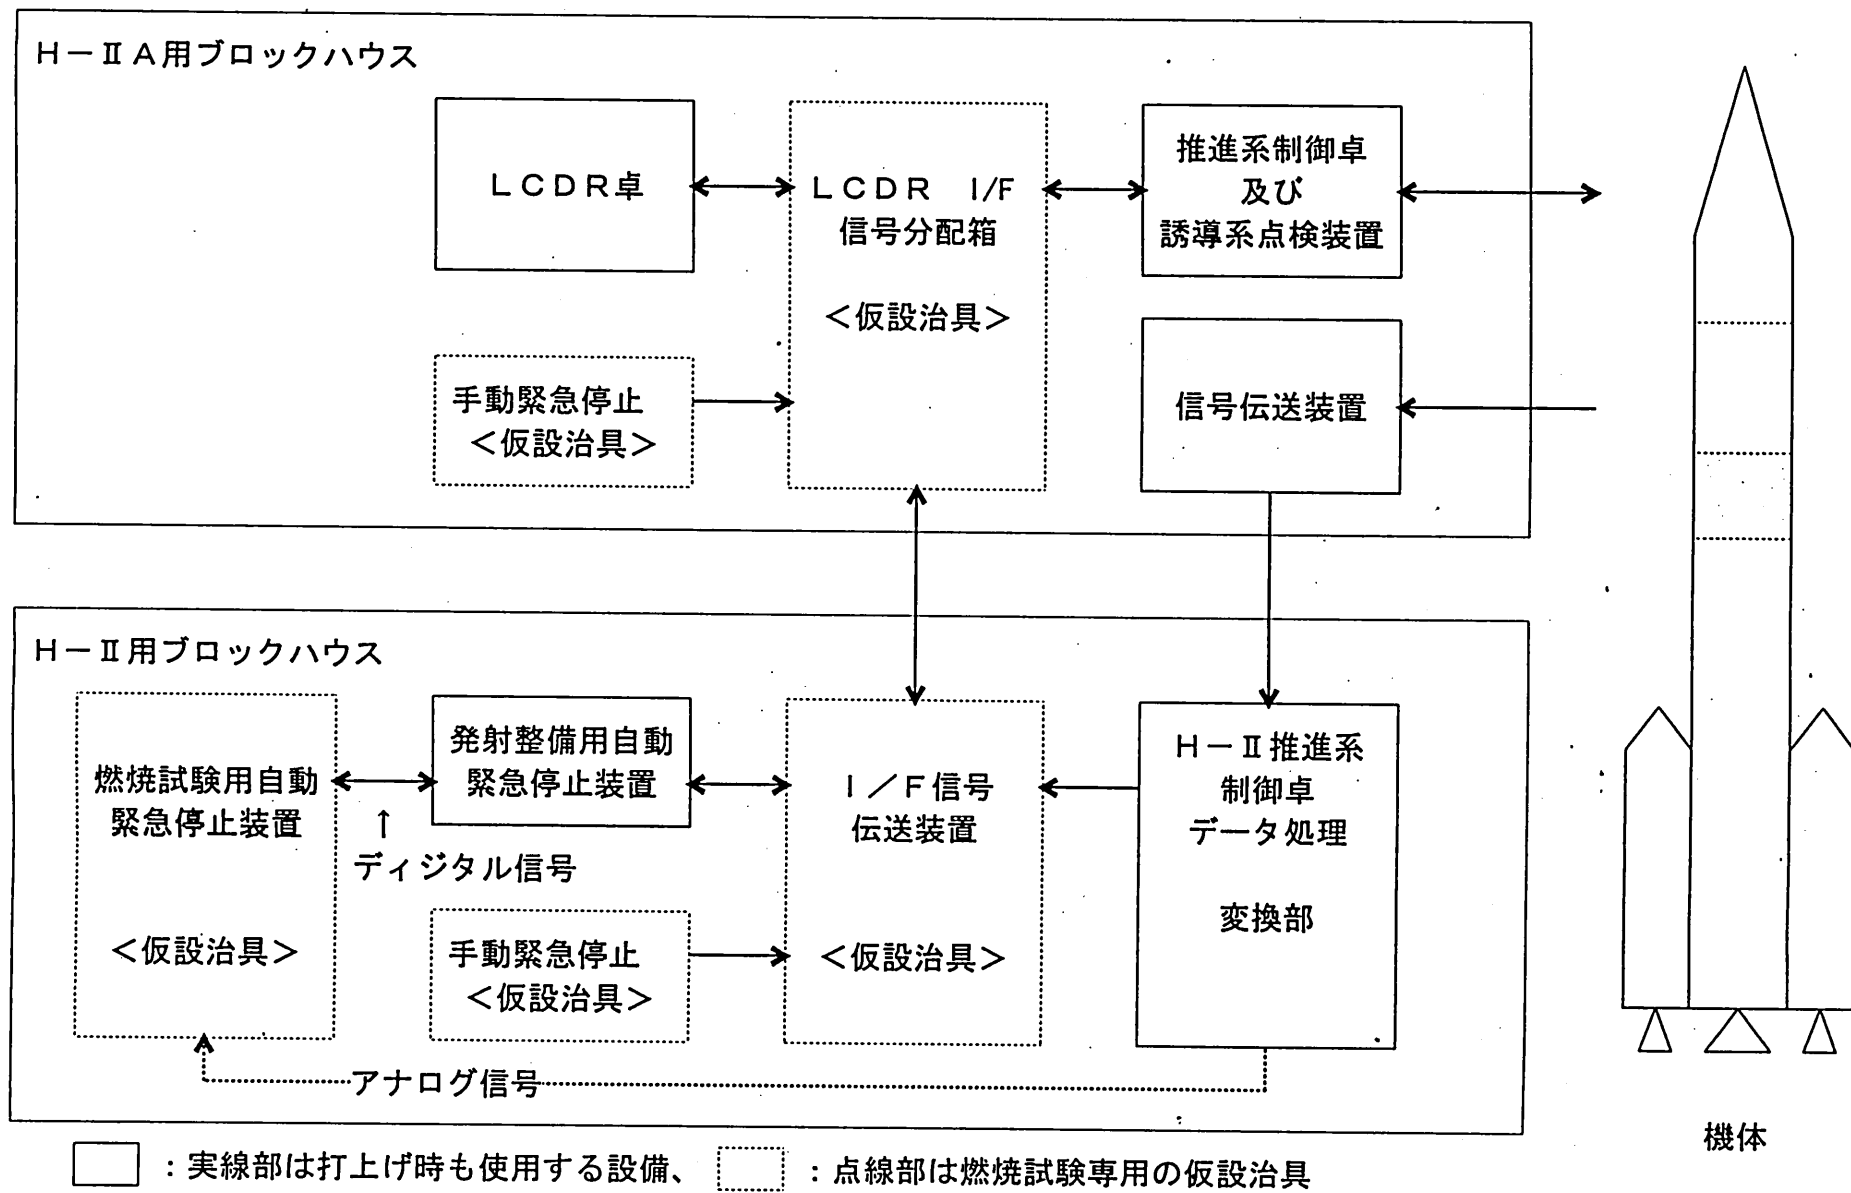 H－ⅡA用ブロックハウス
LCDR卓
LCDR I/F
信号分配箱
＜仮設治具＞
推進系制御卓
及び
誘導系点検装置
手動緊急停止
＜仮設治具＞
信号伝送装置
H－Ⅱ用ブロックハウス
燃焼試験用自動
緊急停止装置
＜仮設治具＞
発射整備用自動
緊急停止装置
↑
ディジタル信号
手動緊急停止
＜仮設治具＞
I／F信号
伝送装置
＜仮設治具＞
H－Ⅱ推進系
制御卓
データ処理
変換部
アナログ信号
機体
：実線部は打上げ時も使用する設備、 ：点線部は燃焼試験専用の仮設治具